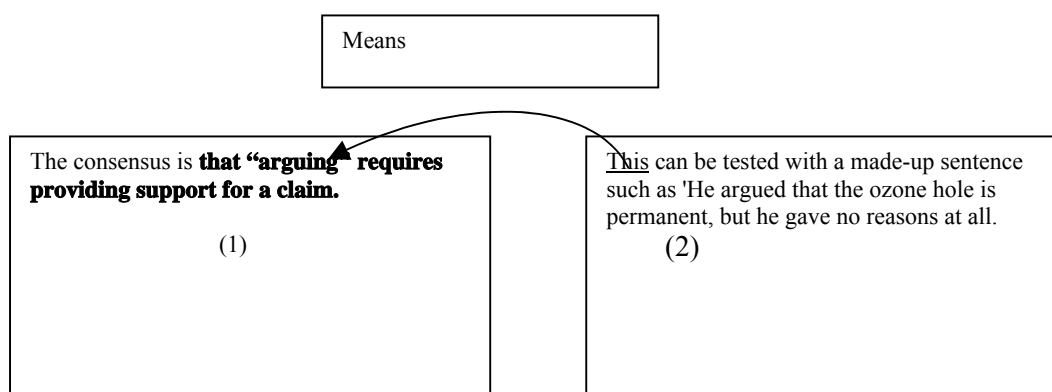 Means
The consensus is that “arguing” requires
providing support for a claim.
(1)
This can be tested with a made-up sentence
such as 'He argued that the ozone hole is
permanent, but he gave no reasons at all.
(2)